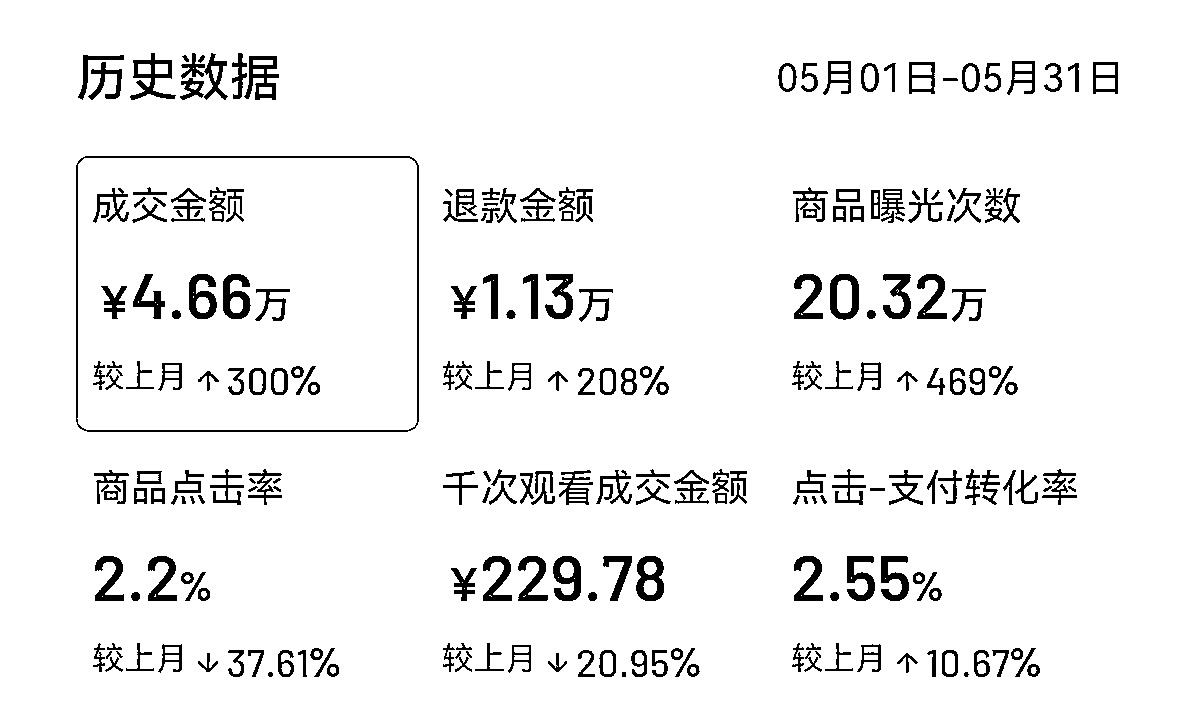 历史数据 05月01日-05月31日
成交金额 退款金额 商品曝光次数
¥4.66万 ¥1.13万 20.32万
较上月 ↑300% 较上月 ↑208% 较上月 ↑469%
商品点击率 千次观看成交金额 点击-支付转化率
2.2% ¥229.78 2.55%
较上月 ↓37.61% 较上月 ↓20.95% 较上月 ↑10.67%